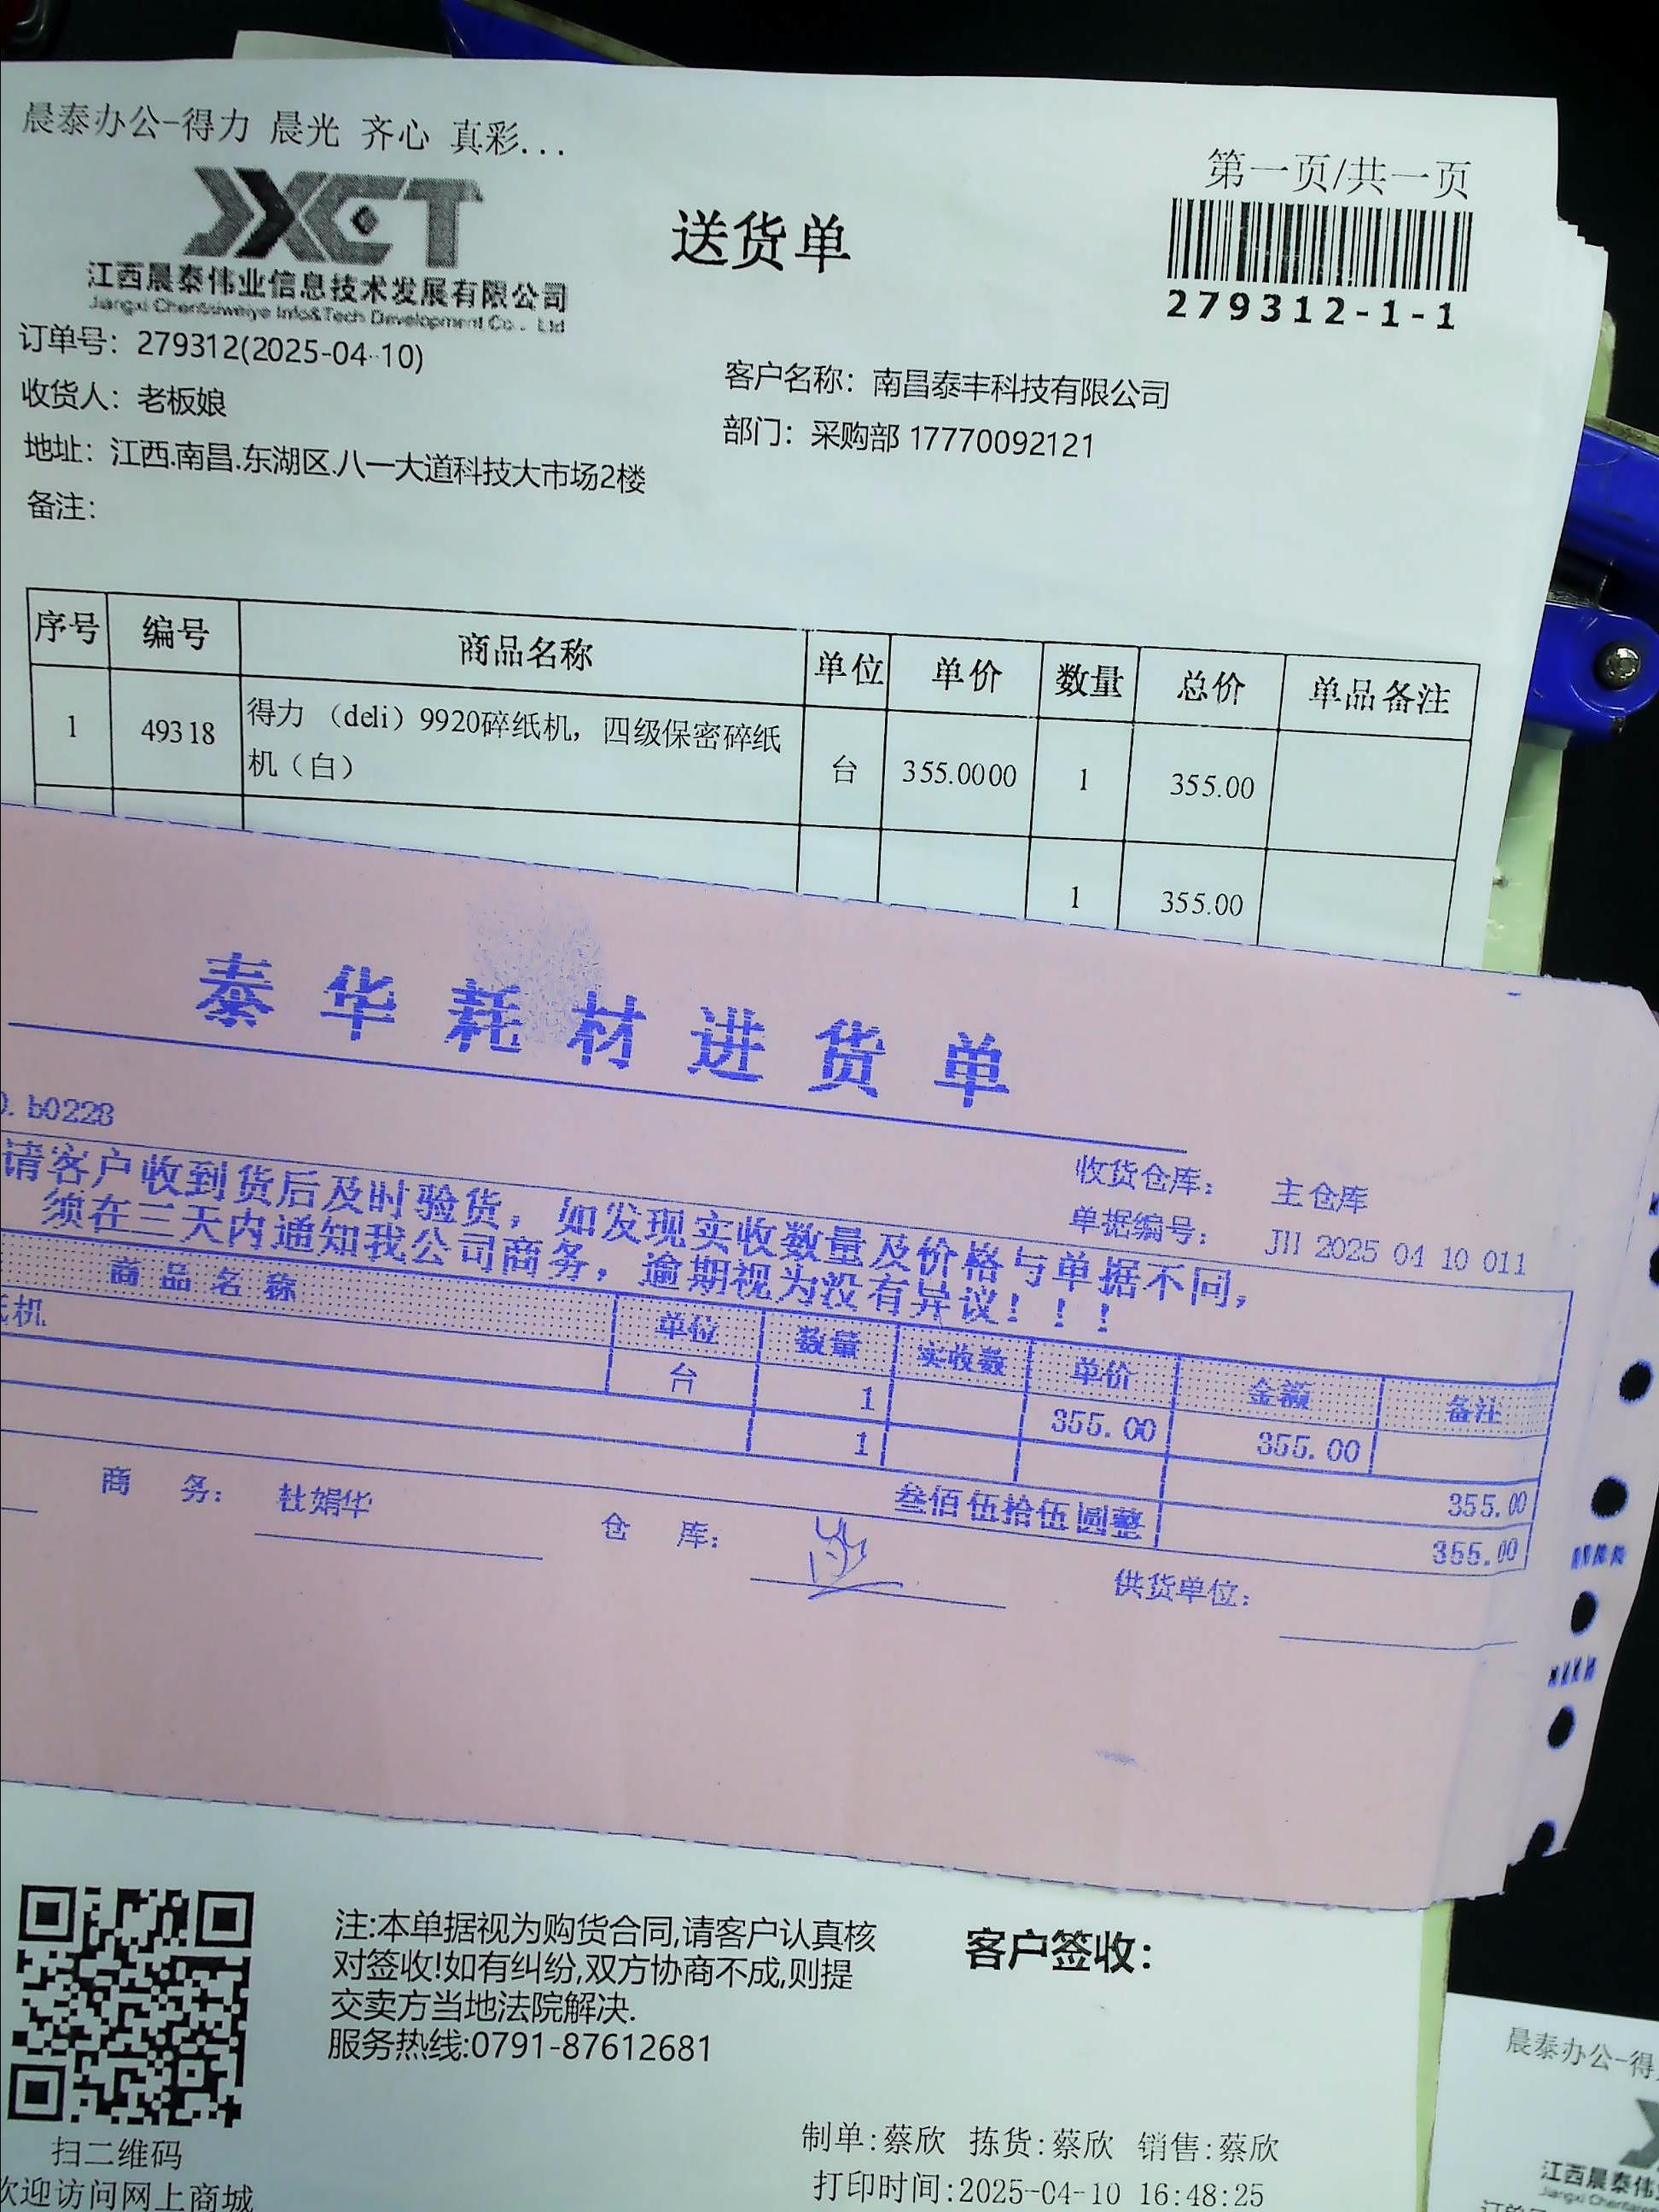 晨泰办公-得力 晨光 齐心 真彩...
第一页/共一页
JXCT
送货单
江西晨泰伟业信息技术发展有限公司
Jiangxi Chentaiweiye Info&Tech Development Co., Ltd
279312-1-1
订单号: 279312(2025-04-10)
客户名称: 南昌泰丰科技有限公司
收货人: 老板娘
部门: 采购部 17770092121
地址: 江西.南昌.东湖区.八一大道科技大市场2楼
备注:
序号 编号 商品名称 单位 单价 数量 总价 单品备注
1 49318 得力 (deli) 9920碎纸机, 四级保密碎纸机(白) 台 355.0000 1 355.00
1 355.00
泰华耗材进货单
b0228
收货仓库: 主仓库
请客户收到货后及时验货, 如发现实收数量及价格与单据不同,
单据编号: JH 2025 04 10 011
须在三天内通知我公司商务, 逾期视为没有异议!!!
商品名称 单位 数量 实收数 单价 金额 备注
纸机 台 1 355.00 355.00
1 355.00
叁佰伍拾伍圆整 355.00
商 务: 杜娟华 仓 库: 供货单位:
注:本单据视为购货合同,请客户认真核
对签收!如有纠纷,双方协商不成,则提
交卖方当地法院解决.
服务热线:0791-87612681
客户签收:
扫二维码
欢迎访问网上商城
制单:蔡欣 拣货:蔡欣 销售:蔡欣
打印时间:2025-04-10 16:48:25
晨泰办公-得
江西晨泰伟